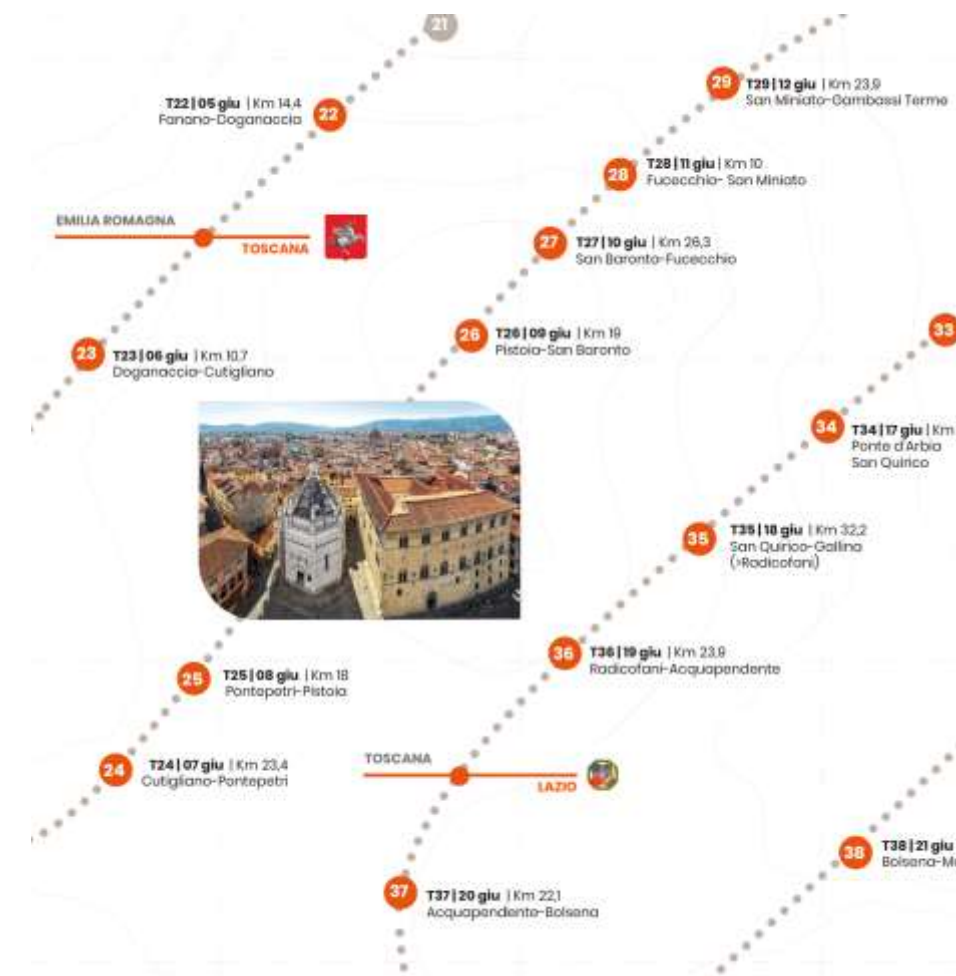 21
22
T22 | 05 giu | Km 14,4
Fanano-Doganaccia
EMILIA ROMAGNA
TOSCANA
23
T23 | 06 giu | Km 10,7
Doganaccia-Cutigliano
24
T24 | 07 giu | Km 23,4
Cutigliano-Pontepetri
25
T25 | 08 giu | Km 18
Pontepetri-Pistoia
26
T26 | 09 giu | Km 19
Pistoia-San Baronto
27
T27 | 10 giu | Km 26,3
San Baronto-Fucecchio
28
T28 | 11 giu | Km 10
Fucecchio- San Miniato
29
T29 | 12 giu | Km 23,9
San Miniato-Gambassi Terme
33
34
T34 | 17 giu | Km
Ponte d'Arbia
San Quirico
35
T35 | 18 giu | Km 32,2
San Quirico-Gallina
(>Radicofani)
36
T36 | 19 giu | Km 23,9
Radicofani-Acquapendente
TOSCANA
LAZIO
37
T37 | 20 giu | Km 22,1
Acquapendente-Bolsena
38
T38 | 21 giu
Bolsena-